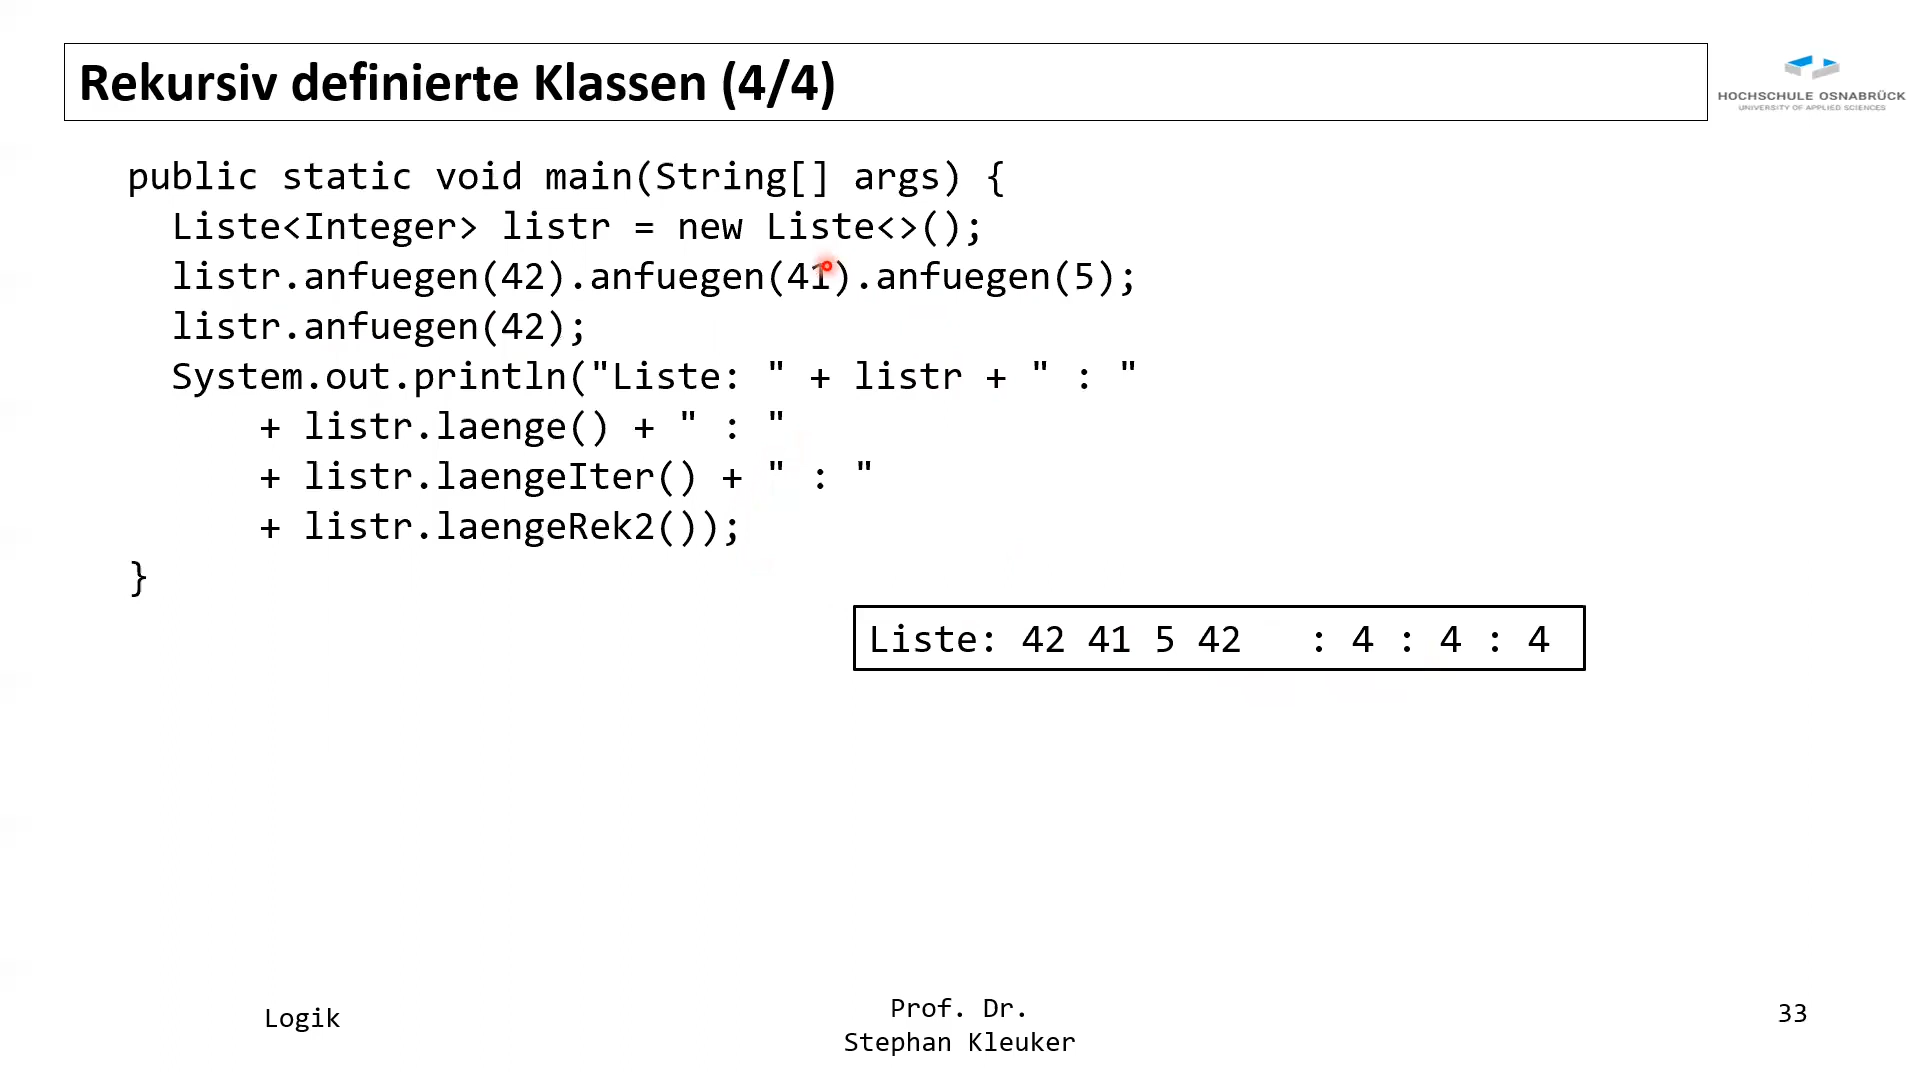 Rekursiv definierte Klassen (4/4)
HOCHSCHULE OSNABRÜCK
UNIVERSITY OF APPLIED SCIENCES
public static void main(String[] args) {
  Liste<Integer> listr = new Liste<>();
  listr.anfuegen(42).anfuegen(41).anfuegen(5);
  listr.anfuegen(42);
  System.out.println("Liste: " + listr + " : "
      + listr.laenge() + " : "
      + listr.laengeIter() + " : "
      + listr.laengeRek2());
}
Liste: 42 41 5 42   : 4 : 4 : 4
Logik
Prof. Dr.
Stephan Kleuker
33